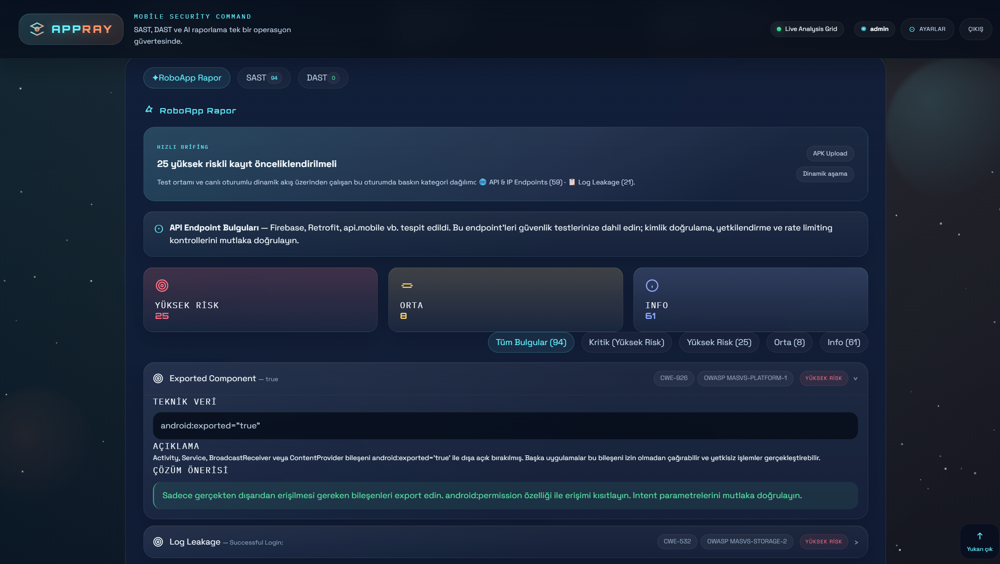 APPRAY
MOBİLE SECURİTY COMMAND
SAST, DAST ve AI raporlama tek bir operasyon
güvertesinde.
Live Analysis Grid
admin
AYARLAR
ÇIKIŞ
✦RoboApp Rapor
SAST 94
DAST 0
RoboApp Rapor
HIZLI BRİFİNG
25 yüksek riskli kayıt önceliklendirilmeli
Test ortamı ve canlı oturumlu dinamik akış üzerinden çalışan bu oturumda baskın kategori dağılımı: 🌐 API & IP Endpoints (59) · 📋 Log Leakage (21).
APK Upload
Dinamik aşama
API Endpoint Bulguları — Firebase, Retrofit, api.mobile vb. tespit edildi. Bu endpoint'leri güvenlik testlerinize dahil edin; kimlik doğrulama, yetkilendirme ve rate limiting
kontrollerini mutlaka doğrulayın.
YÜKSEK RİSK
25
ORTA
8
INFO
61
Tüm Bulgular (94)
Kritik (Yüksek Risk)
Yüksek Risk (25)
Orta (8)
Info (61)
Exported Component — true
CWE-926
OWASP MASVS-PLATFORM-1
YÜKSEK RİSK
TEKNİK VERİ
android:exported="true"
AÇIKLAMA
Activity, Service, BroadcastReceiver veya ContentProvider bileşeni android:exported='true' ile dışa açık bırakılmış. Başka uygulamalar bu bileşeni izin olmadan çağırabilir ve yetkisiz işlemler gerçekleştirebilir.
ÇÖZÜM ÖNERİSİ
Sadece gerçekten dışarıdan erişilmesi gereken bileşenleri export edin. android:permission özelliği ile erişimi kısıtlayın. Intent parametrelerini mutlaka doğrulayın.
Log Leakage — Successful Login:
CWE-532
OWASP MASVS-STORAGE-2
YÜKSEK RİSK
↑
Yukarı çık